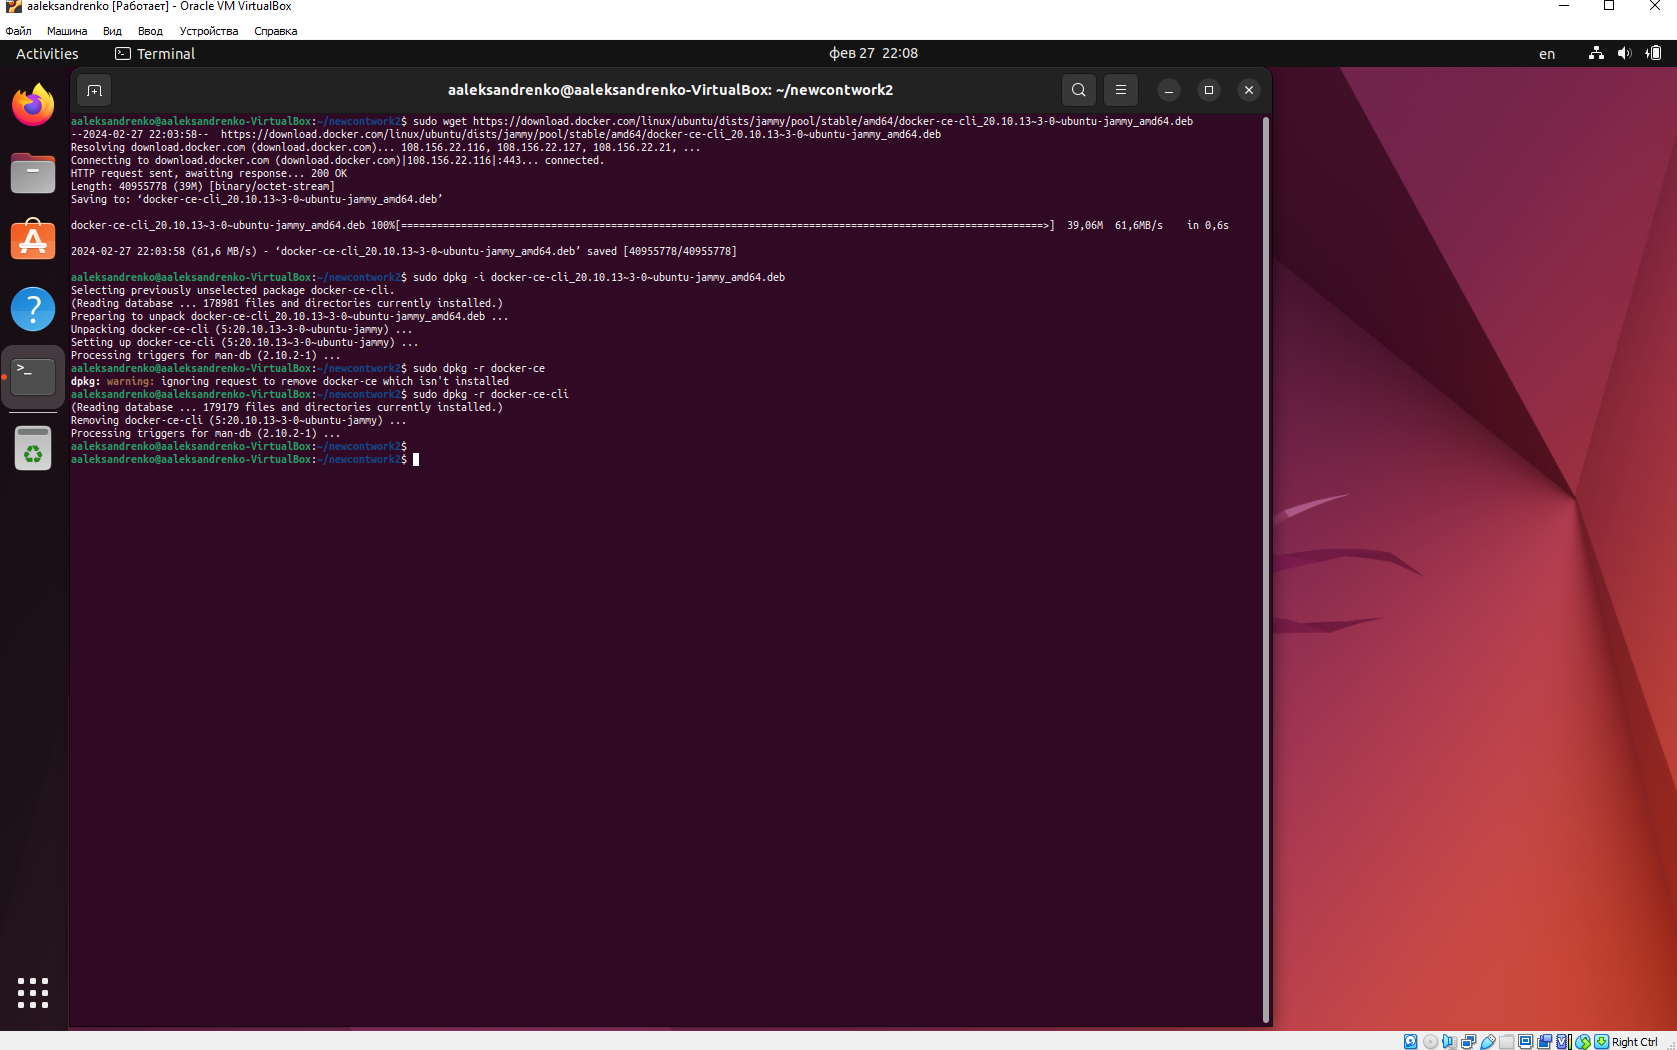 aaleksandrenko [Работает] - Oracle VM VirtualBox
Файл Машина Вид Ввод Устройства Справка
Activities Terminal фев 27 22:08 en
aaleksandrenko@aaleksandrenko-VirtualBox: ~/newcontwork2
aaleksandrenko@aaleksandrenko-VirtualBox:~/newcontwork2$ sudo wget https://download.docker.com/linux/ubuntu/dists/jammy/pool/stable/amd64/docker-ce-cli_20.10.13~3-0~ubuntu-jammy_amd64.deb
--2024-02-27 22:03:58--  https://download.docker.com/linux/ubuntu/dists/jammy/pool/stable/amd64/docker-ce-cli_20.10.13~3-0~ubuntu-jammy_amd64.deb
Resolving download.docker.com (download.docker.com)... 108.156.22.116, 108.156.22.127, 108.156.22.21, ...
Connecting to download.docker.com (download.docker.com)|108.156.22.116|:443... connected.
HTTP request sent, awaiting response... 200 OK
Length: 40955778 (39M) [binary/octet-stream]
Saving to: ‘docker-ce-cli_20.10.13~3-0~ubuntu-jammy_amd64.deb’
docker-ce-cli_20.10.13~3-0~ubuntu-jammy_amd64.deb 100%[===========================================================================================================>]  39,06M  61,6MB/s    in 0,6s
2024-02-27 22:03:58 (61,6 MB/s) - ‘docker-ce-cli_20.10.13~3-0~ubuntu-jammy_amd64.deb’ saved [40955778/40955778]
aaleksandrenko@aaleksandrenko-VirtualBox:~/newcontwork2$ sudo dpkg -i docker-ce-cli_20.10.13~3-0~ubuntu-jammy_amd64.deb
Selecting previously unselected package docker-ce-cli.
(Reading database ... 178981 files and directories currently installed.)
Preparing to unpack docker-ce-cli_20.10.13~3-0~ubuntu-jammy_amd64.deb ...
Unpacking docker-ce-cli (5:20.10.13~3-0~ubuntu-jammy) ...
Setting up docker-ce-cli (5:20.10.13~3-0~ubuntu-jammy) ...
Processing triggers for man-db (2.10.2-1) ...
aaleksandrenko@aaleksandrenko-VirtualBox:~/newcontwork2$ sudo dpkg -r docker-ce
dpkg: warning: ignoring request to remove docker-ce which isn't installed
aaleksandrenko@aaleksandrenko-VirtualBox:~/newcontwork2$ sudo dpkg -r docker-ce-cli
(Reading database ... 179179 files and directories currently installed.)
Removing docker-ce-cli (5:20.10.13~3-0~ubuntu-jammy) ...
Processing triggers for man-db (2.10.2-1) ...
aaleksandrenko@aaleksandrenko-VirtualBox:~/newcontwork2$
aaleksandrenko@aaleksandrenko-VirtualBox:~/newcontwork2$
Right Ctrl